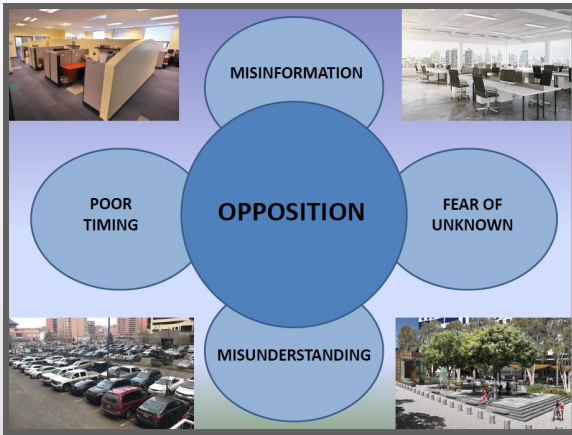 MISINFORMATION
POOR
TIMING
OPPOSITION
FEAR OF
UNKNOWN
MISUNDERSTANDING